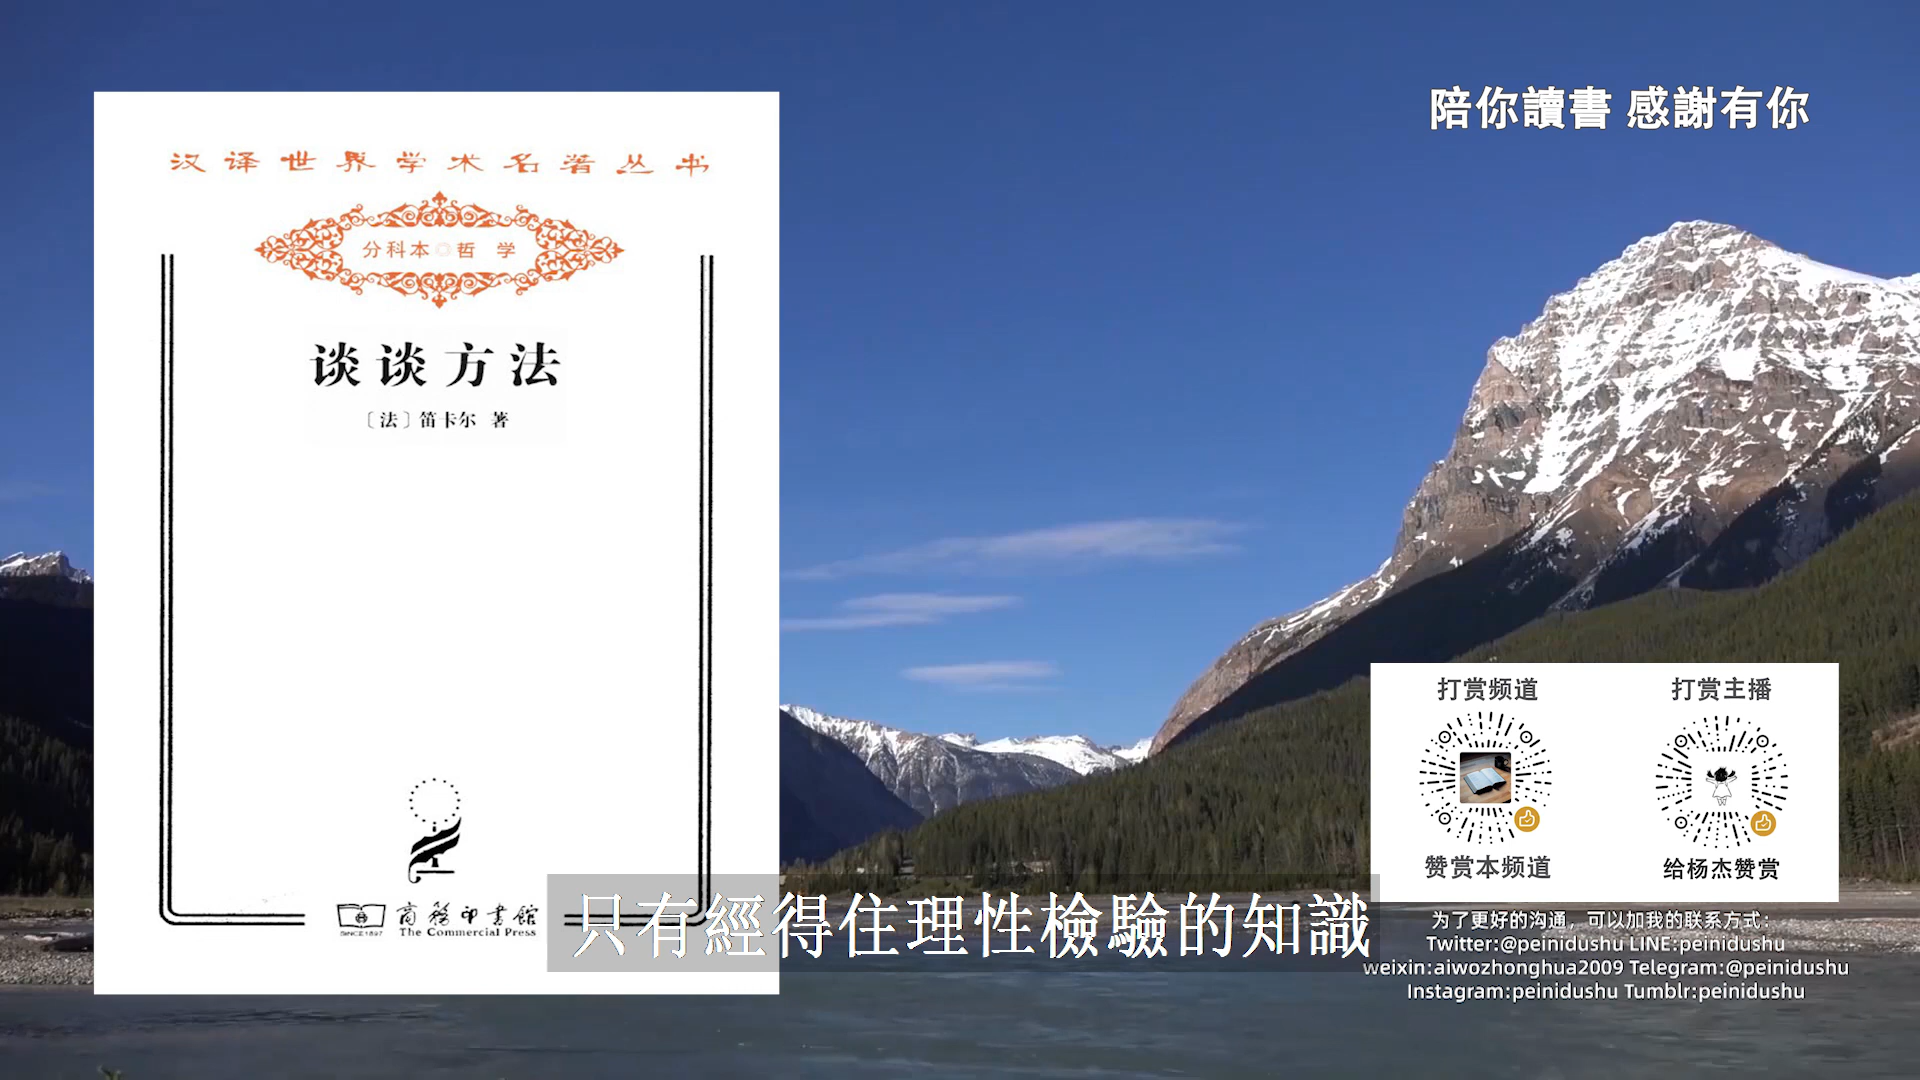 陪你讀書 感謝有你
汉译世界学术名著丛书
分科本 哲学
谈谈方法
〔法〕笛卡尔 著
商務印書館
SINCE 1897 The Commercial Press
只有經得住理性檢驗的知識
打赏频道 打赏主播
赞赏本频道 给杨杰赞赏
为了更好的沟通，可以加我的联系方式：
Twitter:@peinidushu LINE:peinidushu
weixin:aiwozhonghua2009 Telegram:@peinidushu
Instagram:peinidushu Tumblr:peinidushu